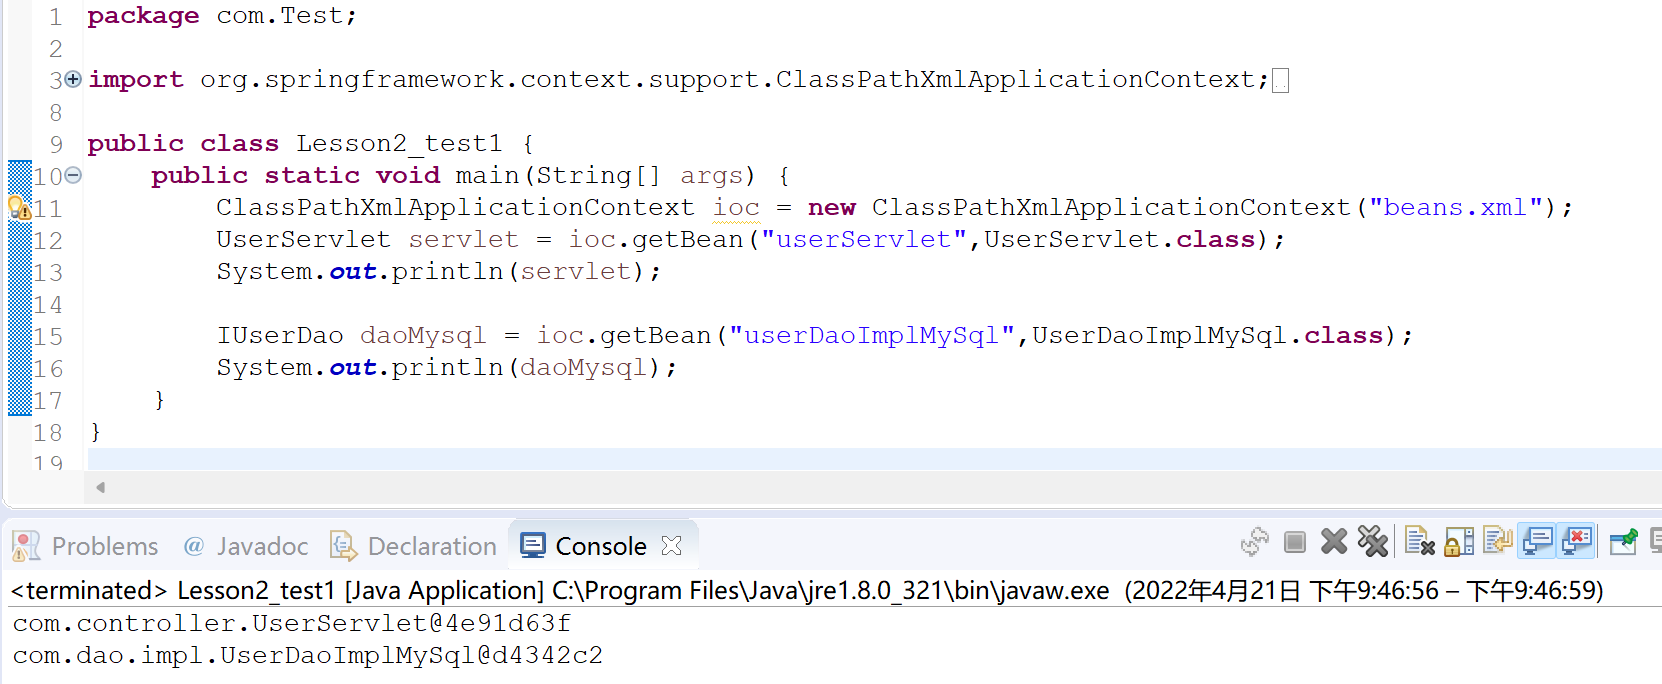 1 package com.Test;
2
3 import org.springframework.context.support.ClassPathXmlApplicationContext;
8
9 public class Lesson2_test1 {
10 public static void main(String[] args) {
11 ClassPathXmlApplicationContext ioc = new ClassPathXmlApplicationContext("beans.xml");
12 UserServlet servlet = ioc.getBean("userServlet",UserServlet.class);
13 System.out.println(servlet);
14
15 IUserDao daoMysql = ioc.getBean("userDaoImplMySql",UserDaoImplMySql.class);
16 System.out.println(daoMysql);
17 }
18 }
19
Problems @ Javadoc Declaration Console
<terminated> Lesson2_test1 [Java Application] C:\Program Files\Java\jre1.8.0_321\bin\javaw.exe (2022年4月21日 下午9:46:56 – 下午9:46:59)
com.controller.UserServlet@4e91d63f
com.dao.impl.UserDaoImplMySql@d4342c2